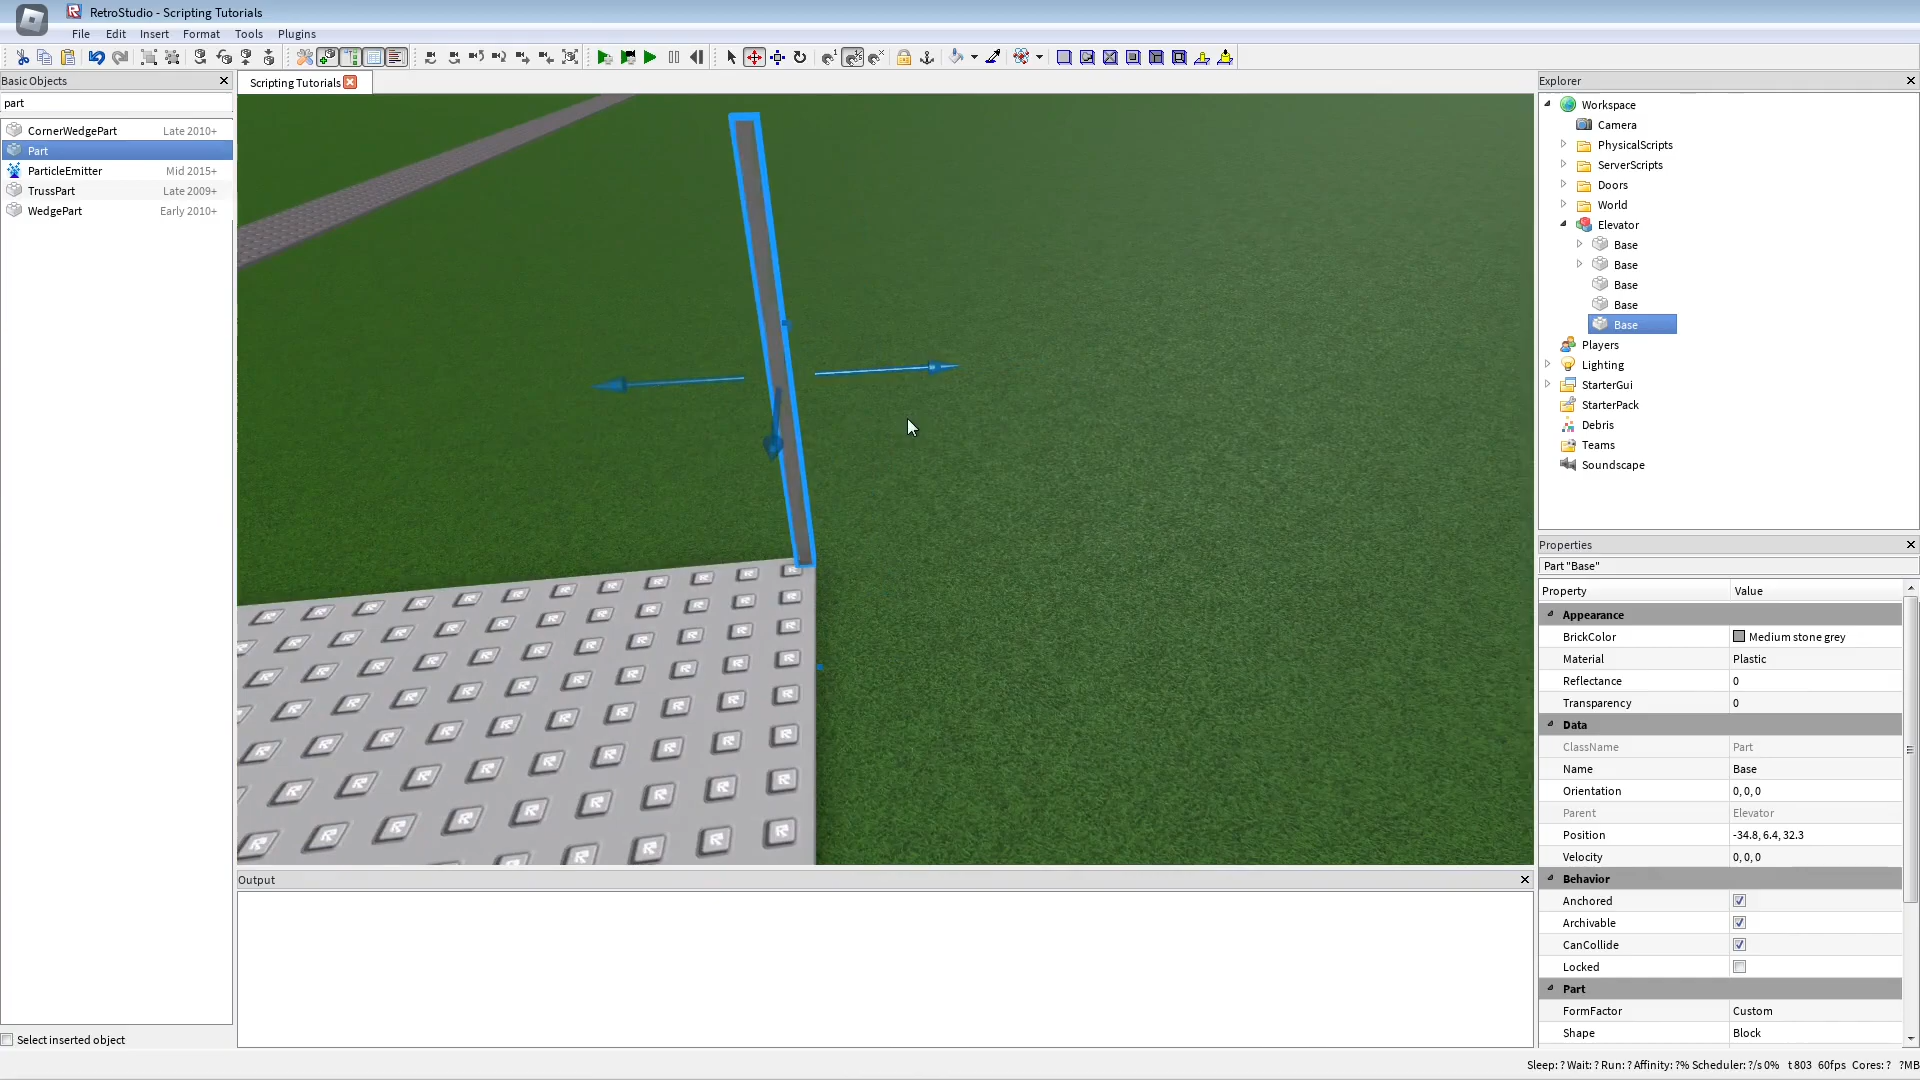 RetroStudio - Scripting Tutorials
File Edit Insert Format Tools Plugins
Basic Objects
part
CornerWedgePart Late 2010+
Part
ParticleEmitter Mid 2015+
TrussPart Late 2009+
WedgePart Early 2010+
Select inserted object
Scripting Tutorials
Output
Explorer
Workspace
Camera
PhysicalScripts
ServerScripts
Doors
World
Elevator
Base
Base
Base
Base
Base
Players
Lighting
StarterGui
StarterPack
Debris
Teams
Soundscape
Properties
Part "Base"
Property Value
Appearance
BrickColor Medium stone grey
Material Plastic
Reflectance 0
Transparency 0
Data
ClassName Part
Name Base
Orientation 0, 0, 0
Parent Elevator
Position -34.8, 6.4, 32.3
Velocity 0, 0, 0
Behavior
Anchored
Archivable
CanCollide
Locked
Part
FormFactor Custom
Shape Block
Sleep: ? Wait: ? Run: ? Affinity: ?% Scheduler: ?/s 0% t 803 60fps Cores: ? ?MB